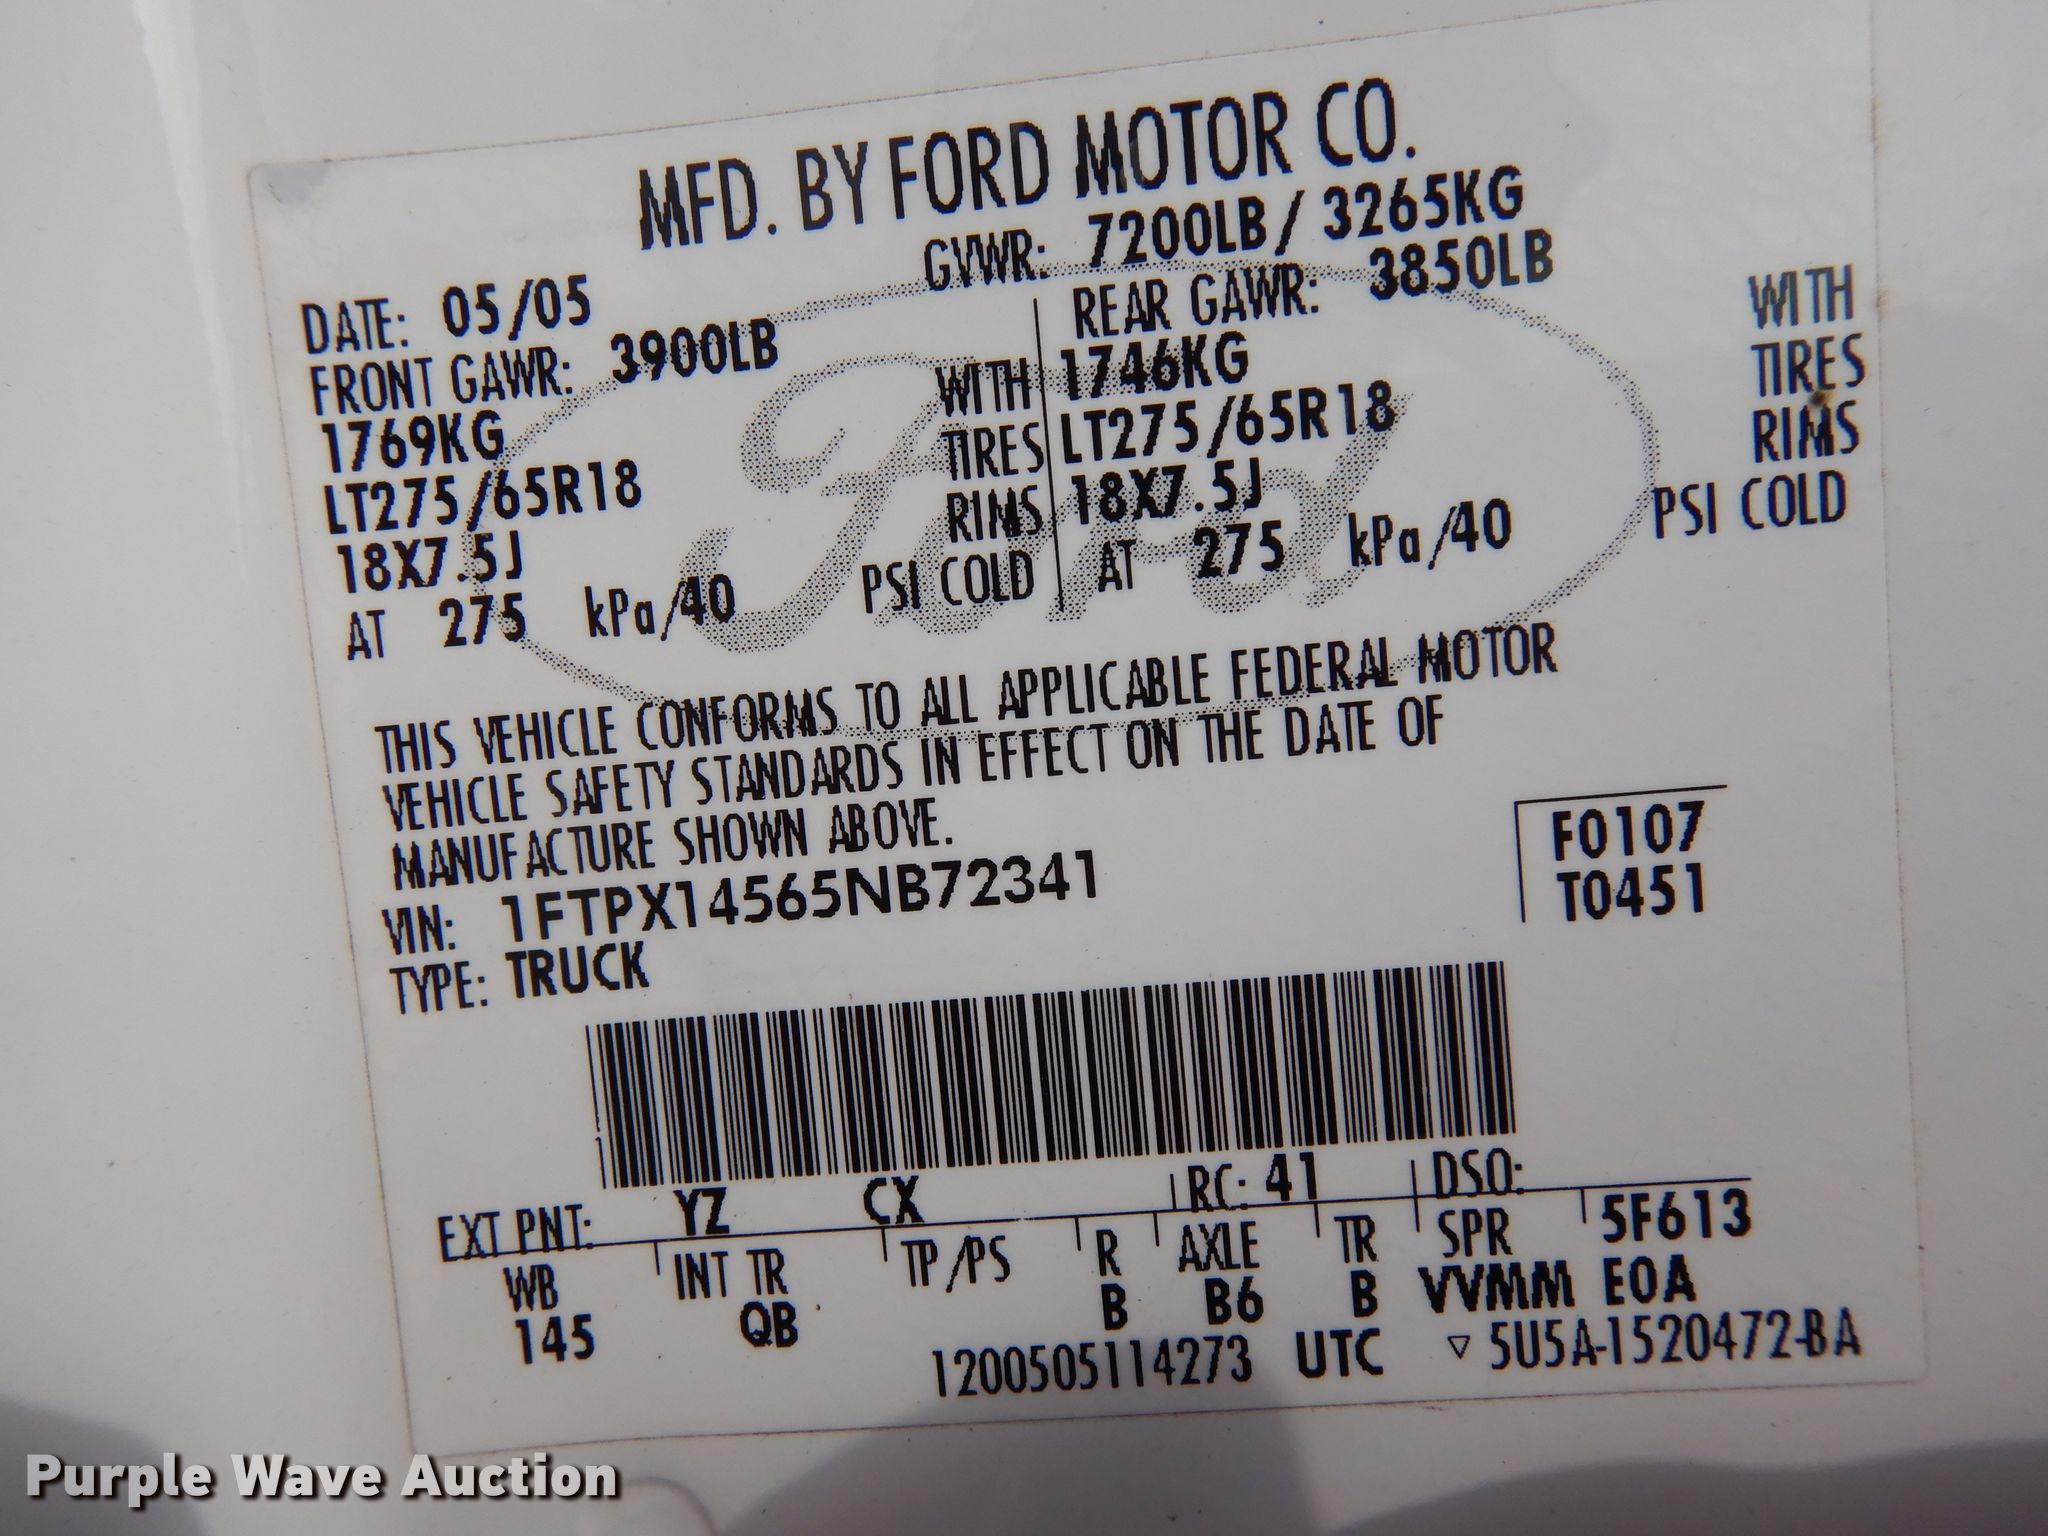 MFD. BY FORD MOTOR CO.
DATE: 05/05 GVWR: 7200LB/ 3265KG
FRONT GAWR: 3900LB REAR GAWR: 3850LB
1769KG WITH 1746KG WITH
LT275/65R18 TIRES LT275/65R18 TIRES
18X7.5J RIMS 18X7.5J RIMS
AT 275 kPa/40 PSI COLD AT 275 kPa/40 PSI COLD
Ford
THIS VEHICLE CONFORMS TO ALL APPLICABLE FEDERAL MOTOR
VEHICLE SAFETY STANDARDS IN EFFECT ON THE DATE OF
MANUFACTURE SHOWN ABOVE.
VIN: 1FTPX14565NB72341
TYPE: TRUCK
F0107
T0451
EXT PNT: YZ CX RC: 41 DSO:
WB INT TR TP/PS R AXLE TR SPR 5F613
145 QB B B6 B VVMM E0A
1200505114273 UTC ▽ 5U5A-1520472-BA
Purple Wave Auction